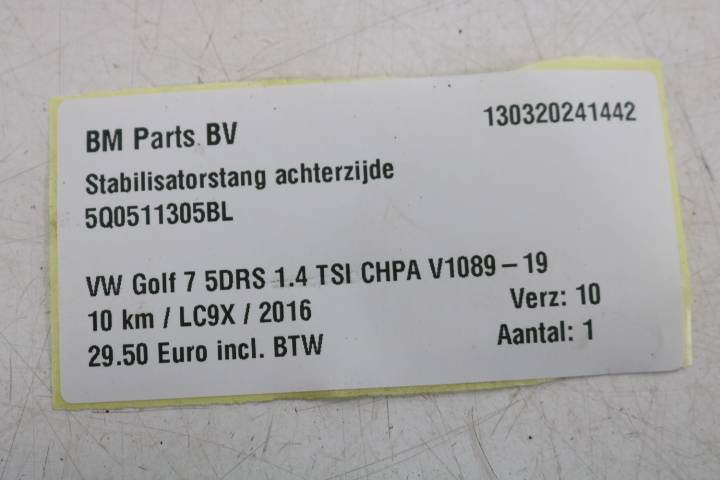 BM Parts BV 130320241442
Stabilisatorstang achterzijde
5Q0511305BL
VW Golf 7 5DRS 1.4 TSI CHPA V1089 – 19
10 km / LC9X / 2016 Verz: 10
29.50 Euro incl. BTW Aantal: 1